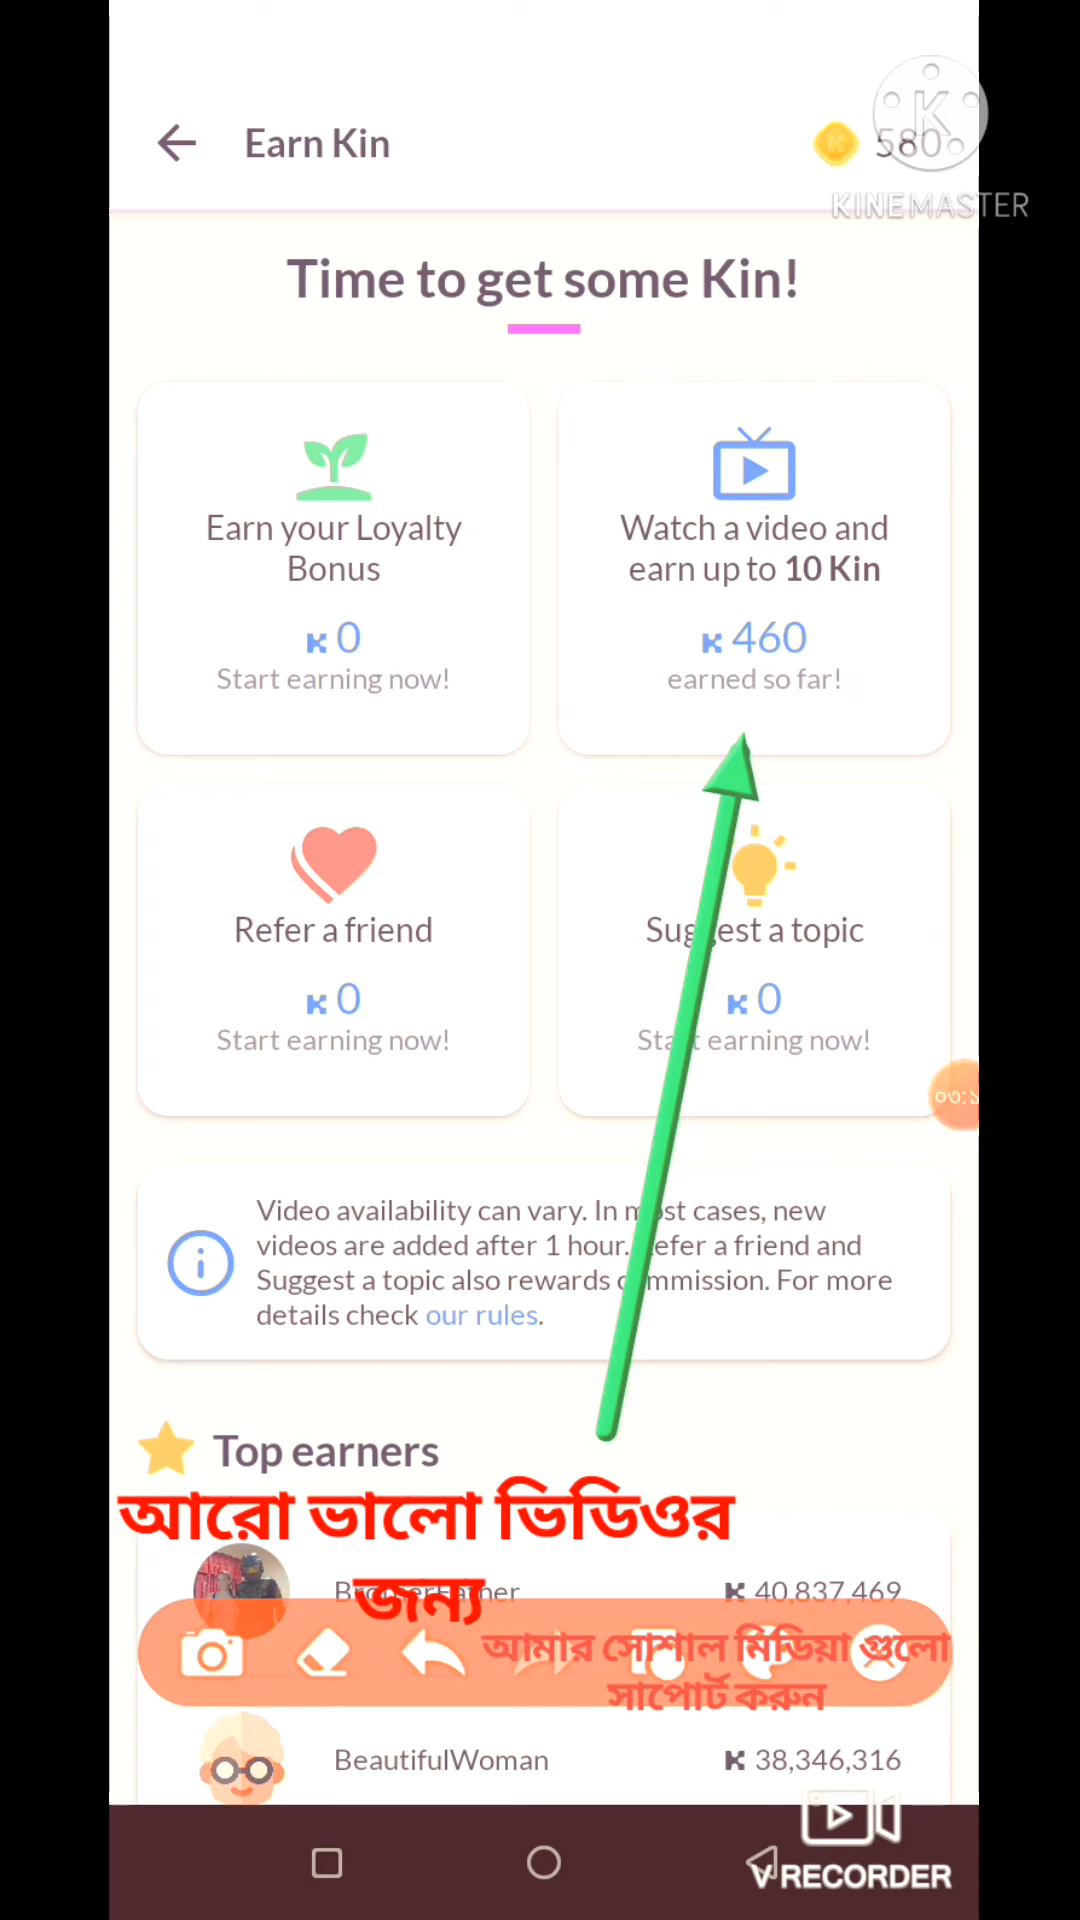 Earn Kin
580
KINEMASTER
Time to get some Kin!
Earn your Loyalty
Bonus
0
Start earning now!
Watch a video and
earn up to 10 Kin
460
earned so far!
Refer a friend
0
Start earning now!
Suggest a topic
0
Start earning now!
Video availability can vary. In most cases, new
videos are added after 1 hour. Refer a friend and
Suggest a topic also rewards commission. For more
details check our rules.
Top earners
আরো ভালো ভিডিওর
জন্য
40,837,469
আমার সোশাল মিডিয়া গুলো
সাপোর্ট করুন
BeautifulWoman 38,346,316
V RECORDER